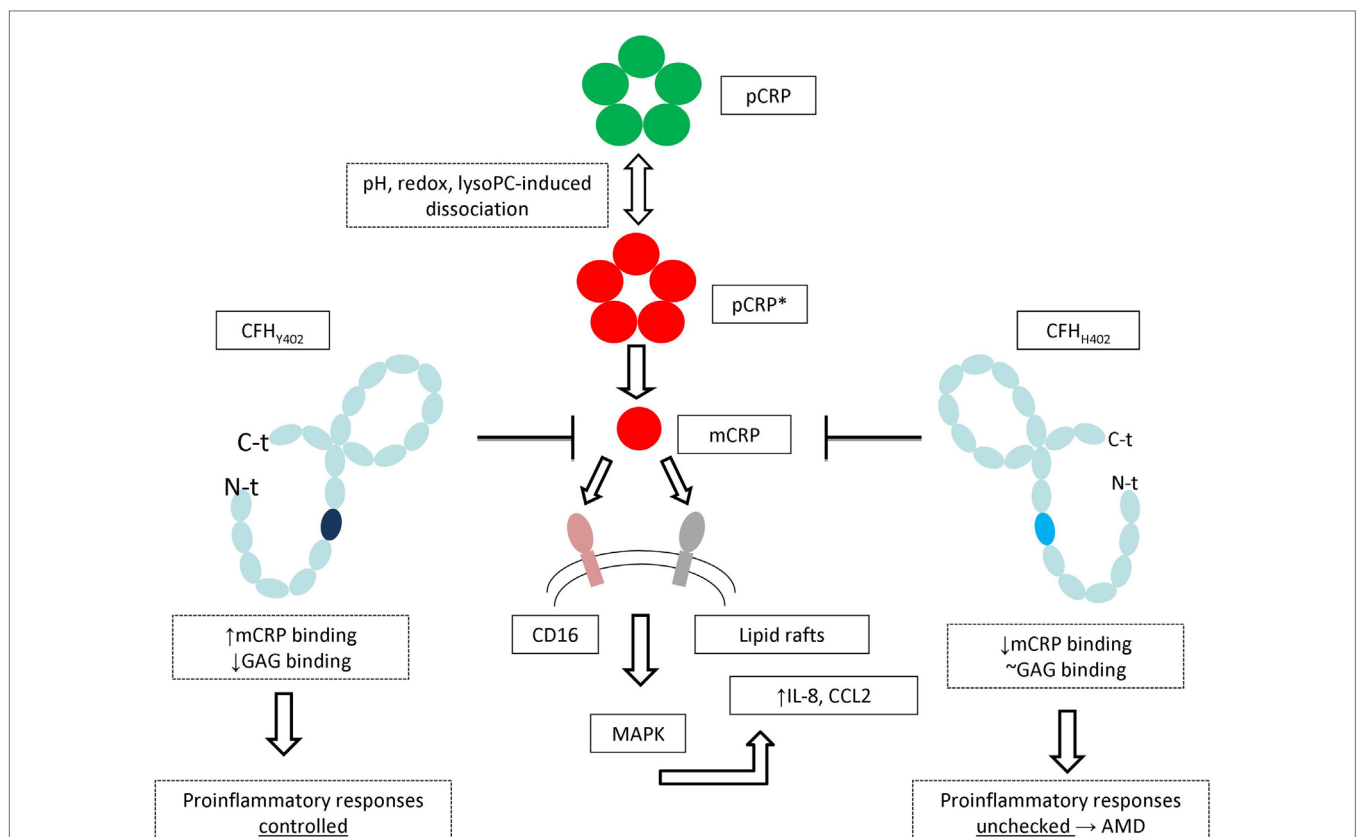 pCRP
pH, redox, lysoPC-induced
dissociation
pCRP*
CFHY402
CFHH402
C-t
mCRP
C-t
N-t
N-t
CD16
Lipid rafts
↑mCRP binding
↓GAG binding
↓mCRP binding
~GAG binding
↑IL-8, CCL2
MAPK
Proinflammatory responses
controlled
Proinflammatory responses
unchecked → AMD